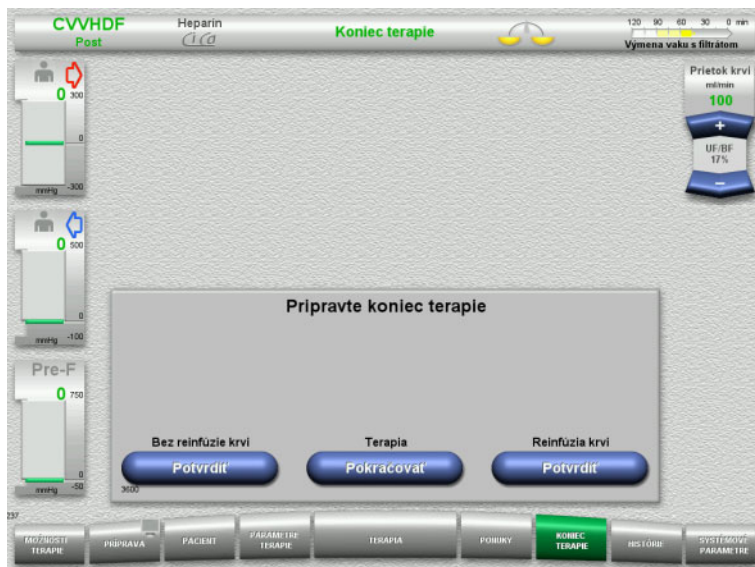 CVVHDF
Post
Heparin
Ci Ca
Koniec terapie
120 90 60 30 0 min
Výmena vaku s filtrátom
0
300
0
mmHg -300
0
500
0
mmHg -100
Pre-F
0 750
0
mmHg -50
Prietok krvi
ml/min
100
+
UF/BF
17%
−
Pripravte koniec terapie
Bez reinfúzie krvi
Potvrdiť
Terapia
Pokračovať
Reinfúzia krvi
Potvrdiť
3600
237
MOŽNOSTI
TERAPIE
PRÍPRAVA
PACIENT
PARAMETRE
TERAPIE
TERAPIA
PONUKY
KONIEC
TERAPIE
HISTÓRIE
SYSTÉMOVÉ
PARAMETRE